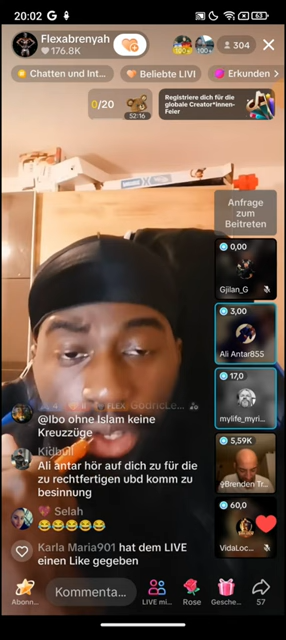 20:02
63
Flexabrenyah
176.8K
304
Chatten und Int...
Beliebte LIVI
Erkunden
0/20
52:16
Registriere dich für die
globale Creator*innen-
Feier
Anfrage
zum
Beitreten
0,00
Gjilan_G
3,00
Ali Antar855
17,0
mylife_myri...
5,59K
Brenden Tr...
60,0
VidaLoc...
FLEX
@Ibo ohne Islam keine
Kreuzzüge
Kidbull
Ali antar hör auf dich zu für die
zu rechtfertigen ubd komm zu
besinnung
Selah
Karla Maria901 hat dem LIVE
einen Like gegeben
Abonn...
Kommenta...
LIVE mi...
Rose
Gesche...
57